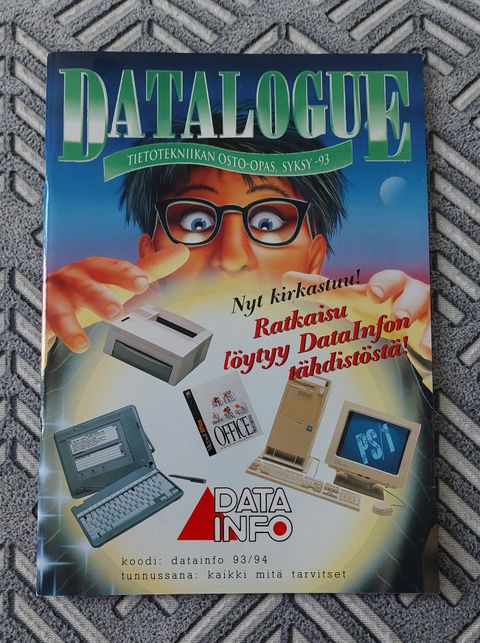 DATALOGUE
TIETOTEKNIIKAN OSTO-OPAS, SYKSY -93
Nyt kirkastuu!
Ratkaisu
löytyy DataInfon
tähdistöstä!
OFFICE
PS/1
DATA
INFO
koodi: datainfo 93/94
tunnussana: kaikki mitä tarvitset